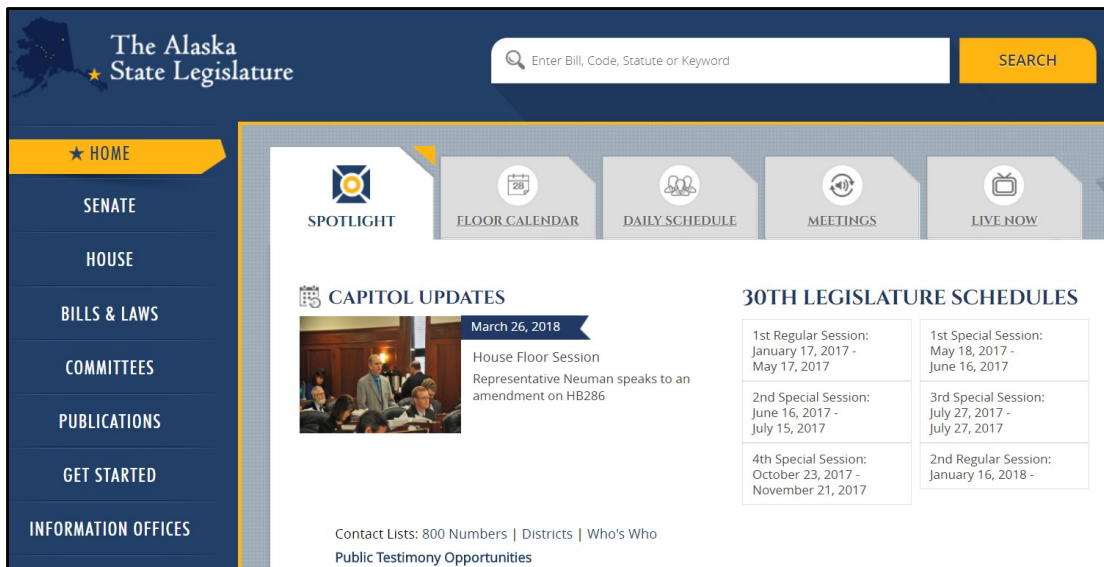 The Alaska
State Legislature
Enter Bill, Code, Statute or Keyword
SEARCH
★ HOME
SENATE
HOUSE
BILLS & LAWS
COMMITTEES
PUBLICATIONS
GET STARTED
INFORMATION OFFICES
SPOTLIGHT
28
FLOOR CALENDAR
DAILY SCHEDULE
MEETINGS
LIVE NOW
CAPITOL UPDATES
March 26, 2018
House Floor Session
Representative Neuman speaks to an
amendment on HB286
30TH LEGISLATURE SCHEDULES
1st Regular Session:
January 17, 2017 -
May 17, 2017
1st Special Session:
May 18, 2017 -
June 16, 2017
2nd Special Session:
June 16, 2017 -
July 15, 2017
3rd Special Session:
July 27, 2017 -
July 27, 2017
4th Special Session:
October 23, 2017 -
November 21, 2017
2nd Regular Session:
January 16, 2018 -
Contact Lists: 800 Numbers | Districts | Who's Who
Public Testimony Opportunities